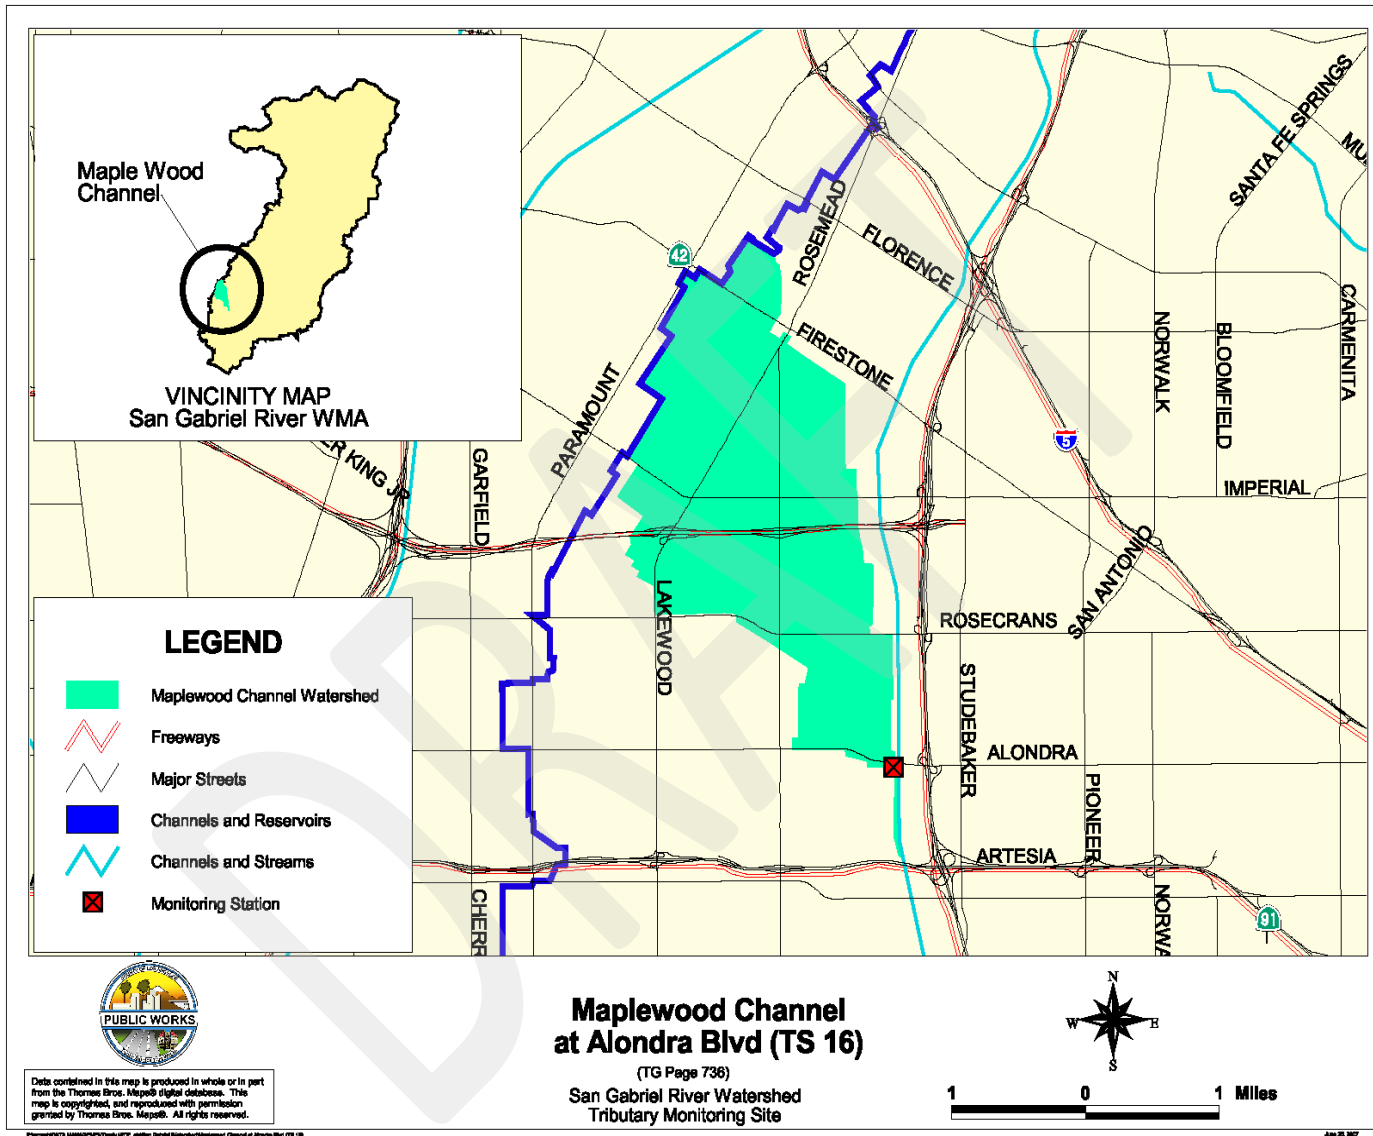 Maple Wood
Channel
VINCINITY MAP
San Gabriel River WMA
42
ROSEMEAD
FLORENCE
FIRESTONE
PARAMOUNT
SANTA FE SPRINGS
NORWALK
BLOOMFIELD
CARMENITA
5
IMPERIAL
ER KING JR
GARFIELD
SAN ANTONIO
LAKEWOOD
ROSECRANS
STUDEBAKER
ALONDRA
PIONEER
ARTESIA
CHERR
NORWA
91
DRAFT
LEGEND
Maplewood Channel Watershed
Freeways
Major Streets
Channels and Reservoirs
Channels and Streams
Monitoring Station
PUBLIC WORKS
Data contained in this map is produced in whole or in part
from the Thomas Bros. Maps® digital database. This
map is copyrighted, and reproduced with permission
granted by Thomas Bros. Maps®. All rights reserved.
Maplewood Channel
at Alondra Blvd (TS 16)
(TG Page 736)
San Gabriel River Watershed
Tributary Monitoring Site
N
W E
S
1 0 1 Miles